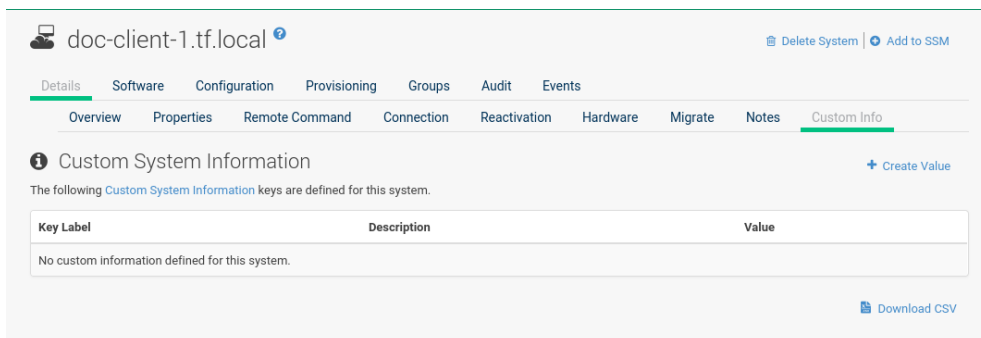 doc-client-1.tf.local ?
Delete System | Add to SSM
Details Software Configuration Provisioning Groups Audit Events
Overview Properties Remote Command Connection Reactivation Hardware Migrate Notes Custom Info
Custom System Information
+ Create Value
The following Custom System Information keys are defined for this system.
Key Label Description Value
No custom information defined for this system.
Download CSV